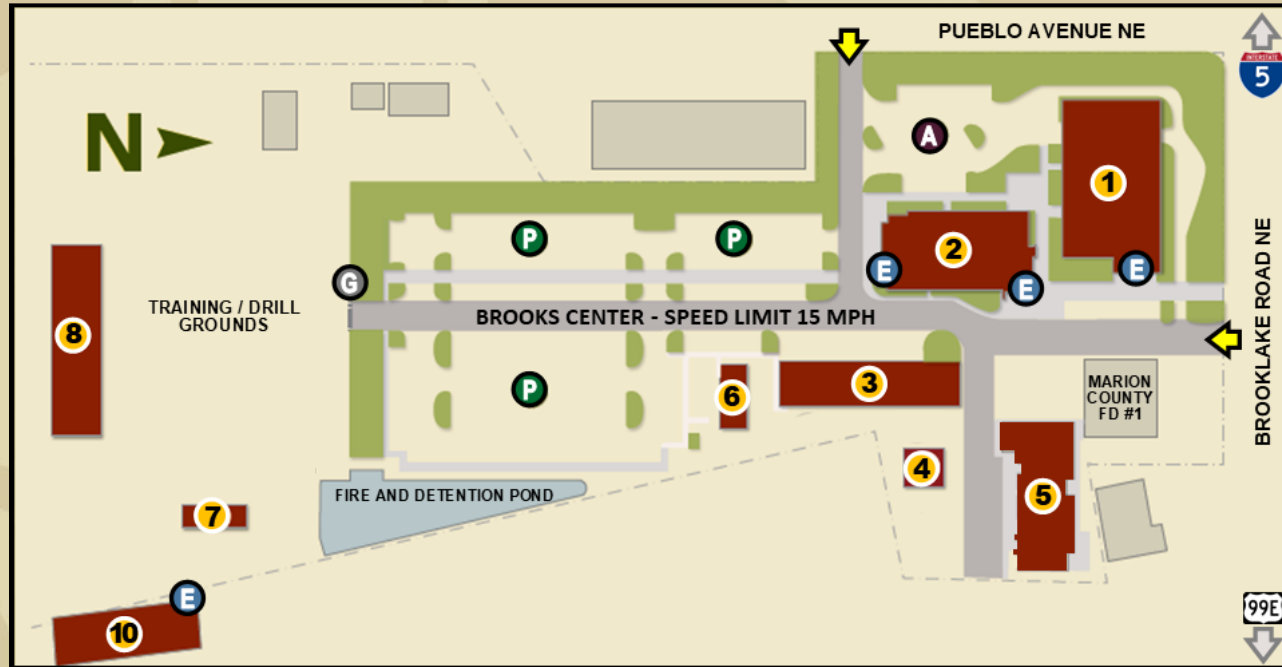 PUEBLO AVENUE NE
INTERSTATE
5
N
A
1
2
P
P
E
E
E
G
BROOKLAKE ROAD NE
TRAINING / DRILL
GROUNDS
BROOKS CENTER - SPEED LIMIT 15 MPH
8
P
6
3
MARION
COUNTY
FD #1
4
5
FIRE AND DETENTION POND
7
E
10
99E